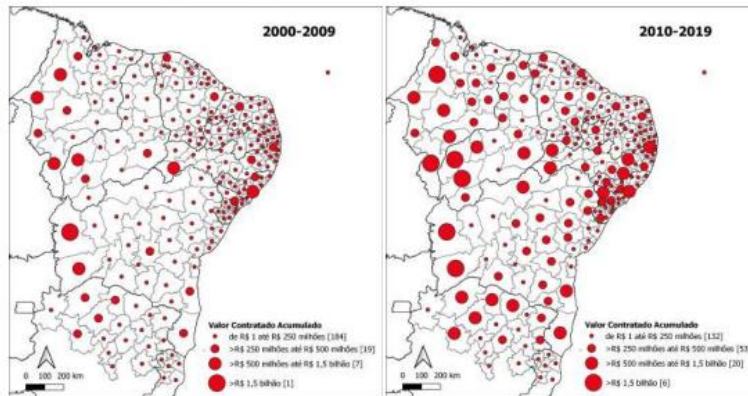 2000-2009
Valor Contratado Acumulado
de R$ 1 até R$ 250 milhões [184]
>R$ 250 milhões até R$ 500 milhões [19]
>R$ 500 milhões até R$ 1,5 bilhão [7]
>R$ 1,5 bilhão [1]
0 100 200 km
2010-2019
Valor Contratado Acumulado
de R$ 1 até R$ 250 milhões [132]
>R$ 250 milhões até R$ 500 milhões [53
>R$ 500 milhões até R$ 1,5 bilhão [20]
>R$ 1,5 bilhão [6]
0 100 200 km